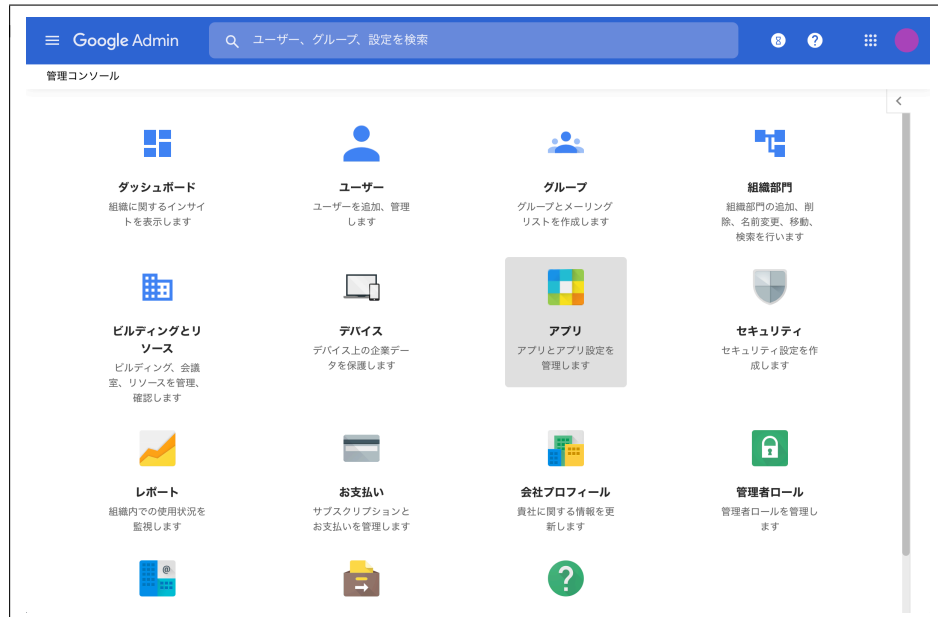 Google Admin
ユーザー、グループ、設定を検索
8
?
管理コンソール
ダッシュボード
組織に関するインサイ
トを表示します
ユーザー
ユーザーを追加、管理
します
グループ
グループとメーリング
リストを作成します
組織部門
組織部門の追加、削
除、名前変更、移動、
検索を行います
ビルディングとリ
ソース
ビルディング、会議
室、リソースを管理、
確認します
デバイス
デバイス上の企業デー
タを保護します
アプリ
アプリとアプリ設定を
管理します
セキュリティ
セキュリティ設定を作
成します
レポート
組織内での使用状況を
監視します
お支払い
サブスクリプションと
お支払いを管理します
会社プロフィール
貴社に関する情報を更
新します
管理者ロール
管理者ロールを管理し
ます
@
?